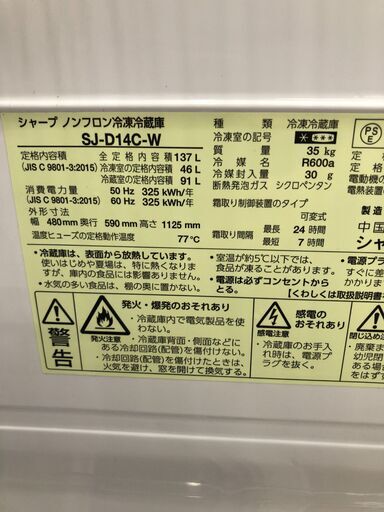 シャープ ノンフロン冷凍冷蔵庫
SJ-D14C-W
定格内容積 全定格内容積 137 L
(JIS C 9801-3:2015) 冷凍室の定格内容積 46 L
冷蔵室の定格内容積 91 L
消費電力量 50 Hz 325 kWh/年
(JIS C 9801-3:2015) 60 Hz 325 kWh/年
外形寸法
幅 480mm 奥行 590 mm 高さ 1125 mm
温度ヒューズの定格動作温度 77℃
種 類 冷凍冷蔵庫
冷凍室の記号
質 量 35 kg
冷 媒 R600a
冷媒封入量 30 g
断熱発泡ガス シクロペンタン
霜取り制御装置のタイプ
可変式
霜取り間隔 最長 24 時間
最短 7 時間
PS
E
定
定 格
電動機の
電熱装置
製造
中国
シャ
●冷蔵庫は、表面から放熱しています。
使いはじめや夏場は、特に熱くなりま
すが、庫内の食品には影響ありません。
●水気の多い食品は、棚の奥に置かない。
●室温が約5℃以下では、
食品が凍ることがあります。
●電源は必ずコンセントから
とる。 【くわしくは取扱説明書
●電源プラ
すぐに差
かかり、
警告
発火・爆発のおそれあり
発火注意
●冷蔵庫内で電気製品を使
わない。
●冷蔵庫背面・側面などに
ある冷却回路(配管)を傷つけない。
●冷却回路(配管)を傷つけたときは、
火気を避け、窓を開けて換気する。
感電の
おそれあり
感電注意
●冷蔵庫のお手入
れ時は、電源プ
ラグを抜く。
閉じ込め注
●廃棄ま